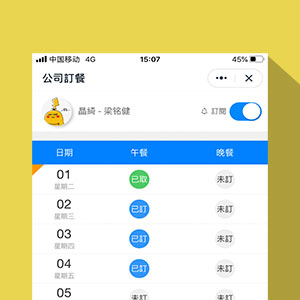 中国移动 4G 15:07 45%
公司訂餐
晶綺 - 梁铭健 訂閱
日期 午餐 晚餐
01 已取 未訂
星期二
02 已訂 未訂
星期三
03 已訂 未訂
星期四
04 已訂 未訂
星期五
05 未訂 未訂